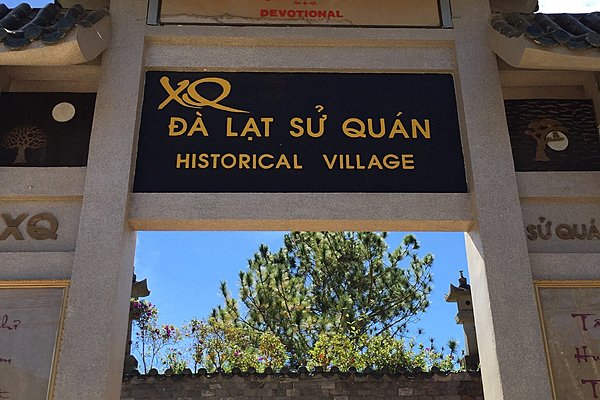 DEVOTIONAL
XQ
ĐÀ LẠT SỬ QUÁN
HISTORICAL VILLAGE
XQ
SỬ QUÁ